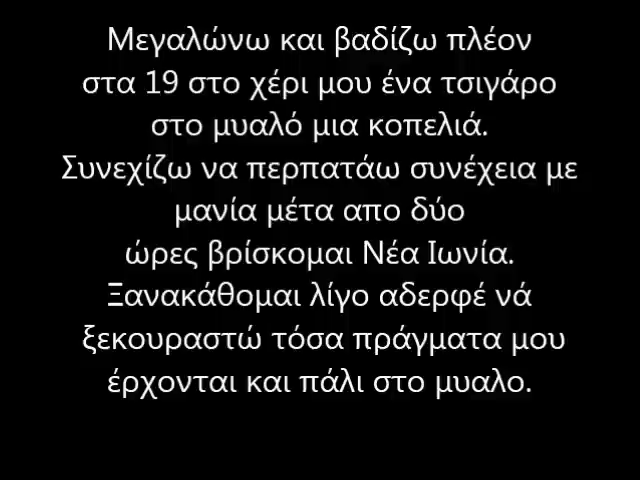 Μεγαλώνω και βαδίζω πλέον
στα 19 στο χέρι μου ένα τσιγάρο
στο μυαλό μια κοπελιά.
Συνεχίζω να περπατάω συνέχεια με
μανία μέτα απο δύο
ώρες βρίσκομαι Νέα Ιωνία.
Ξανακάθομαι λίγο αδερφέ νά
ξεκουραστώ τόσα πράγματα μου
έρχονται και πάλι στο μυαλο.